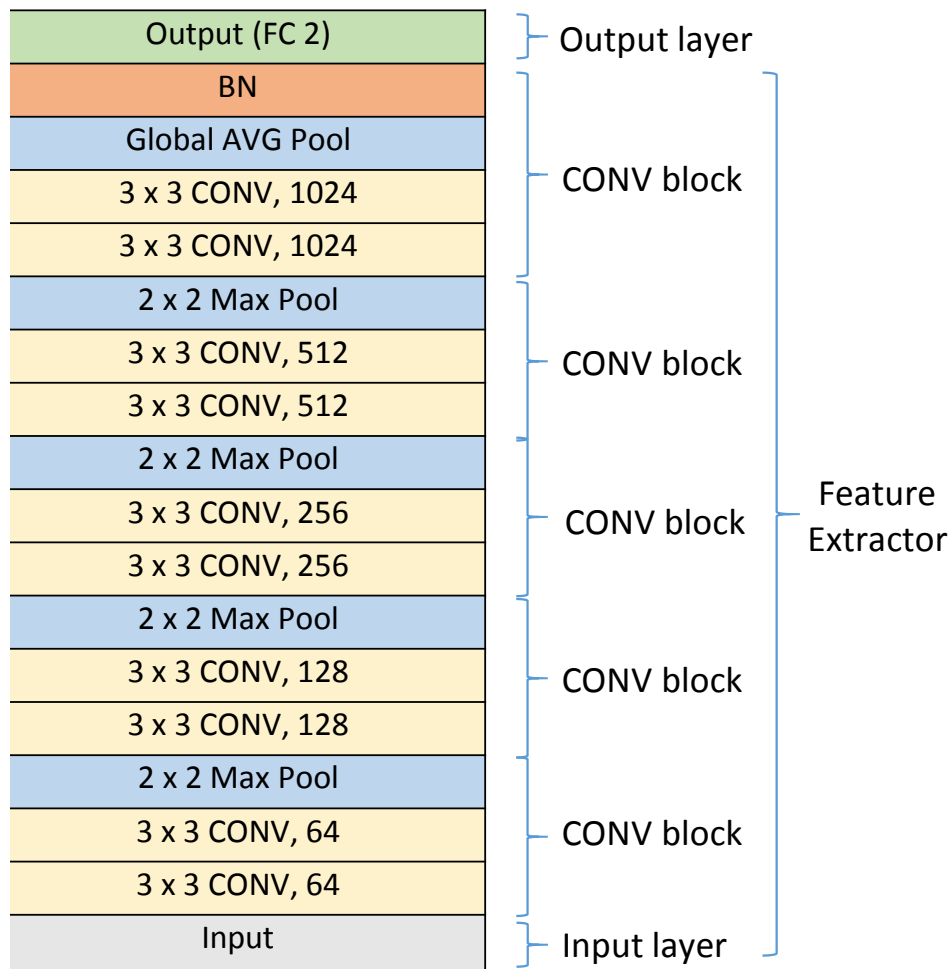 Output (FC 2)
BN
Global AVG Pool
3 x 3 CONV, 1024
3 x 3 CONV, 1024
2 x 2 Max Pool
3 x 3 CONV, 512
3 x 3 CONV, 512
2 x 2 Max Pool
3 x 3 CONV, 256
3 x 3 CONV, 256
2 x 2 Max Pool
3 x 3 CONV, 128
3 x 3 CONV, 128
2 x 2 Max Pool
3 x 3 CONV, 64
3 x 3 CONV, 64
Input
Output layer
CONV block
CONV block
CONV block
CONV block
CONV block
Input layer
Feature
Extractor